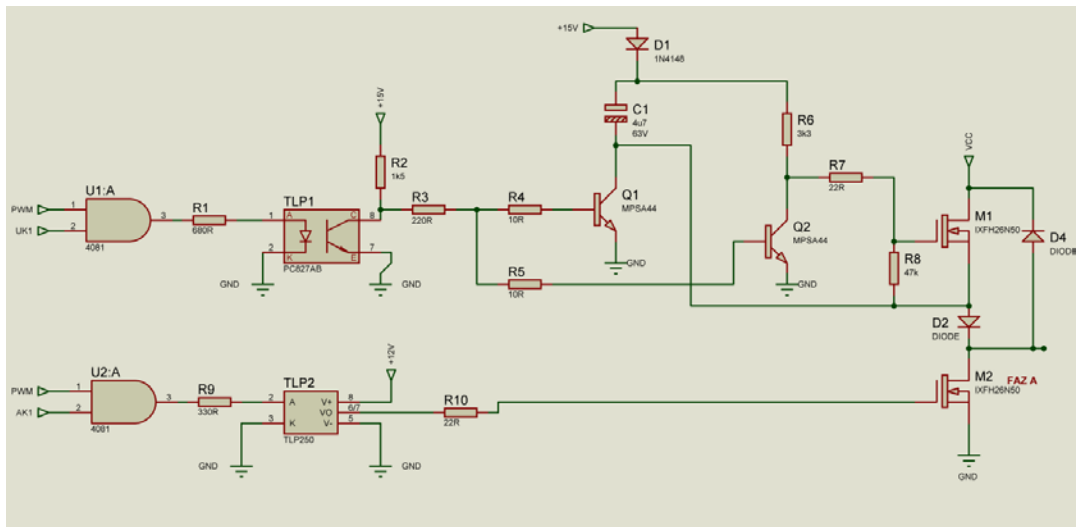 +15V
D1
1N4148
+15V
C1
4u7
63V
R6
3k3
VCC
R2
1k5
U1:A
TLP1
R7
22R
PWM
1
3
R1
1
A
C
8
R3
R4
Q1
MPSA44
M1
IXFH26N50
UK1
2
680R
220R
10R
Q2
MPSA44
D4
DIODE
4081
2
K
E
7
R8
47k
PC827AB
GND
GND
GND
R5
10R
GND
D2
DIODE
+12V
U2:A
TLP2
M2
FAZ A
IXFH26N50
PWM
1
3
R9
2
A
V+
8
R10
AK1
2
330R
3
K
VO
6/7
22R
V-
5
4081
TLP250
GND
GND
GND